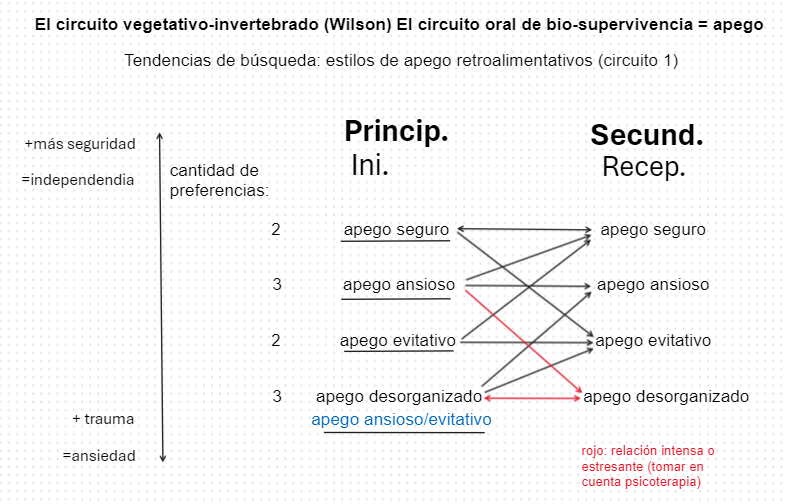 El circuito vegetativo-invertebrado (Wilson) El circuito oral de bio-supervivencia = apego
Tendencias de búsqueda: estilos de apego retroalimentativos (circuito 1)
Princip.
Ini.
Secund.
Recep.
+más seguridad
=independendia
cantidad de
preferencias:
2 apego seguro apego seguro
3 apego ansioso apego ansioso
2 apego evitativo apego evitativo
3 apego desorganizado apego desorganizado
apego ansioso/evitativo
+ trauma
=ansiedad
rojo: relación intensa o
estresante (tomar en
cuenta psicoterapia)